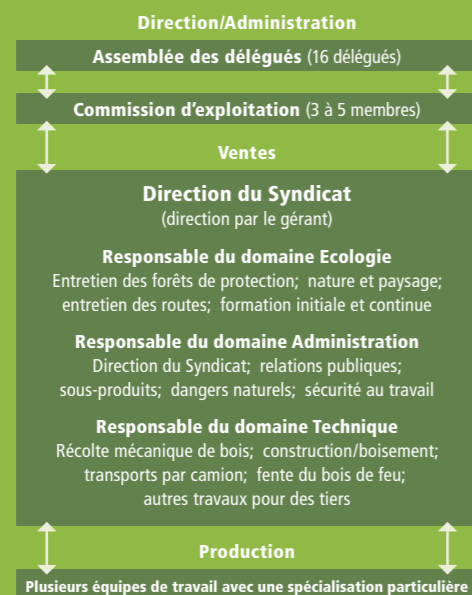 Direction/Administration
Assemblée des délégués (16 délégués)
Commission d'exploitation (3 à 5 membres)
Ventes
Direction du Syndicat
(direction par le gérant)
Responsable du domaine Ecologie
Entretien des forêts de protection; nature et paysage;
entretien des routes; formation initiale et continue
Responsable du domaine Administration
Direction du Syndicat; relations publiques;
sous-produits; dangers naturels; sécurité au travail
Responsable du domaine Technique
Récolte mécanique de bois; construction/boisement;
transports par camion; fente du bois de feu;
autres travaux pour des tiers
Production
Plusieurs équipes de travail avec une spécialisation particulière